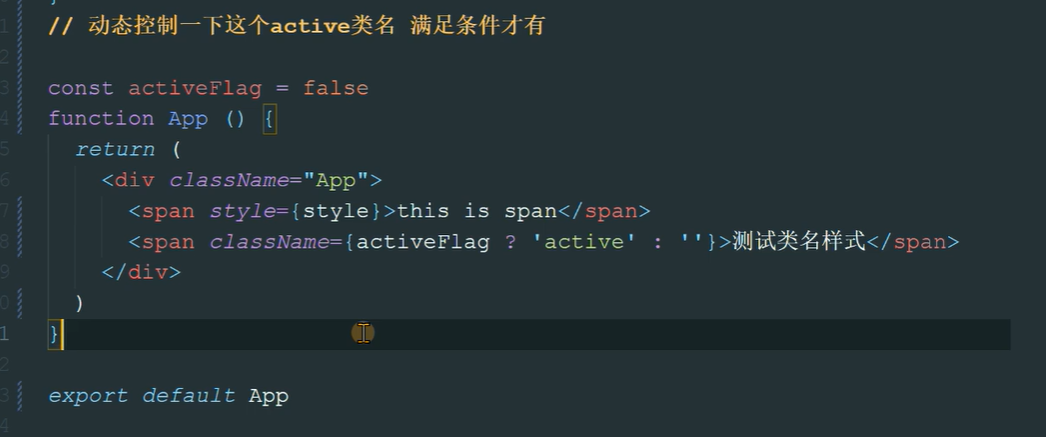 }
// 动态控制一下这个active类名 满足条件才有
const activeFlag = false
function App () {
return (
<div className="App">
<span style={style}>this is span</span>
<span className={activeFlag ? 'active' : ''}>测试类名样式</span>
</div>
)
}
export default App